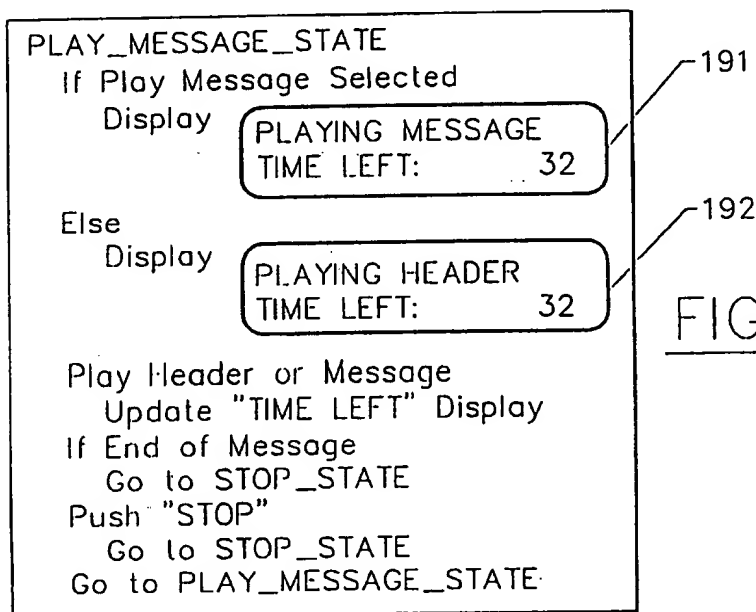 PLAY_MESSAGE_STATE
If Play Message Selected
Display
PLAYING MESSAGE
TIME LEFT: 32
191
Else
Display
PLAYING HEADER
TIME LEFT: 32
192
FIG
Play Header or Message
Update "TIME LEFT" Display
If End of Message
Go to STOP_STATE
Push "STOP"
Go to STOP_STATE
Go to PLAY_MESSAGE_STATE